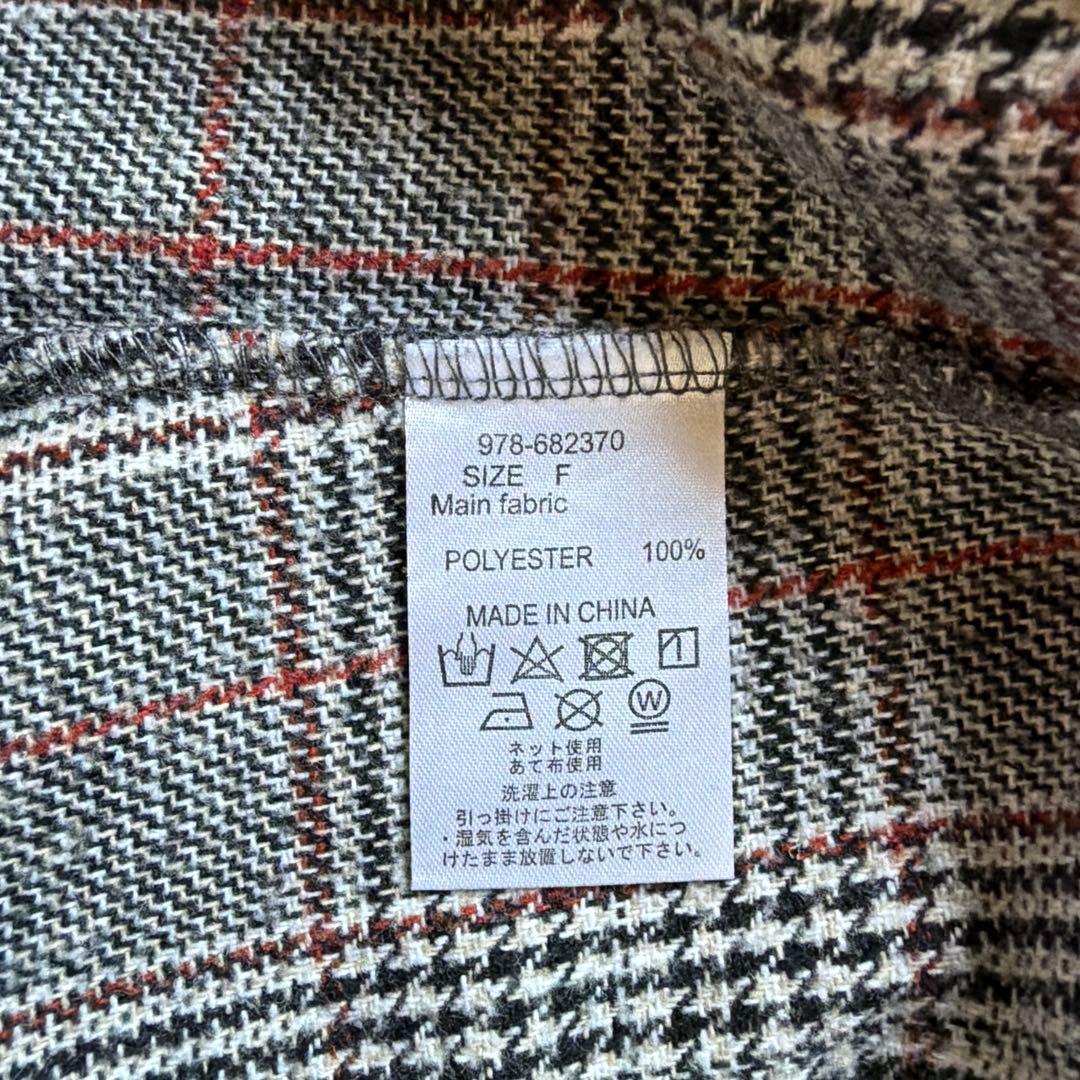 978-682370
SIZE F
Main fabric
POLYESTER 100%
MADE IN CHINA
W
ネット使用
あて布使用
洗濯上の注意
引っ掛けにご注意下さい。
・湿気を含んだ状態や水につ
けたまま放置しないで下さい。